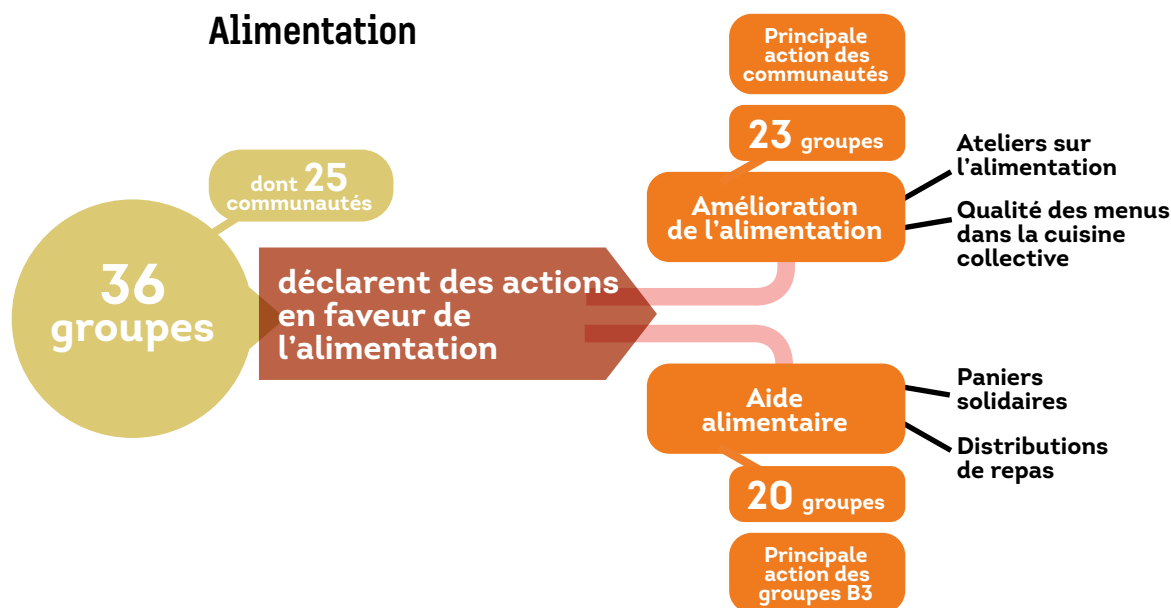 Alimentation
36
groupes
dont 25
communautés
déclarent des actions
en faveur de
l'alimentation
Principale
action des
communautés
23 groupes
Amélioration
de l'alimentation
Ateliers sur
l'alimentation
Qualité des menus
dans la cuisine
collective
Aide
alimentaire
Paniers
solidaires
Distributions
de repas
20 groupes
Principale
action des
groupes B3